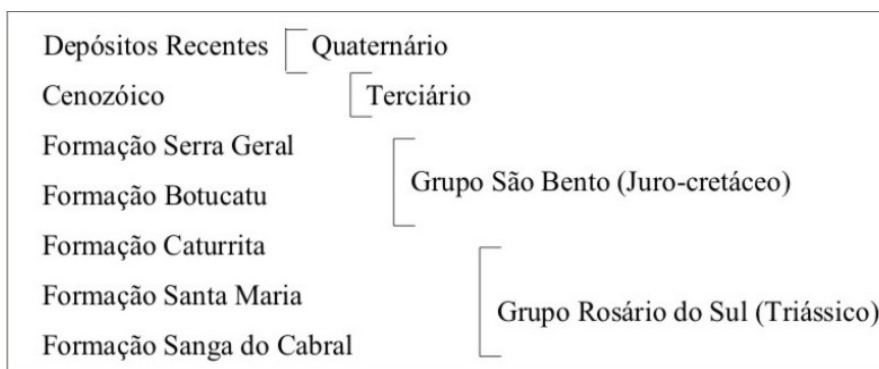 Depósitos Recentes Quaternário
Cenozóico Terciário
Formação Serra Geral
Grupo São Bento (Juro-cretáceo)
Formação Botucatu
Formação Caturrita
Formação Santa Maria
Grupo Rosário do Sul (Triássico)
Formação Sanga do Cabral